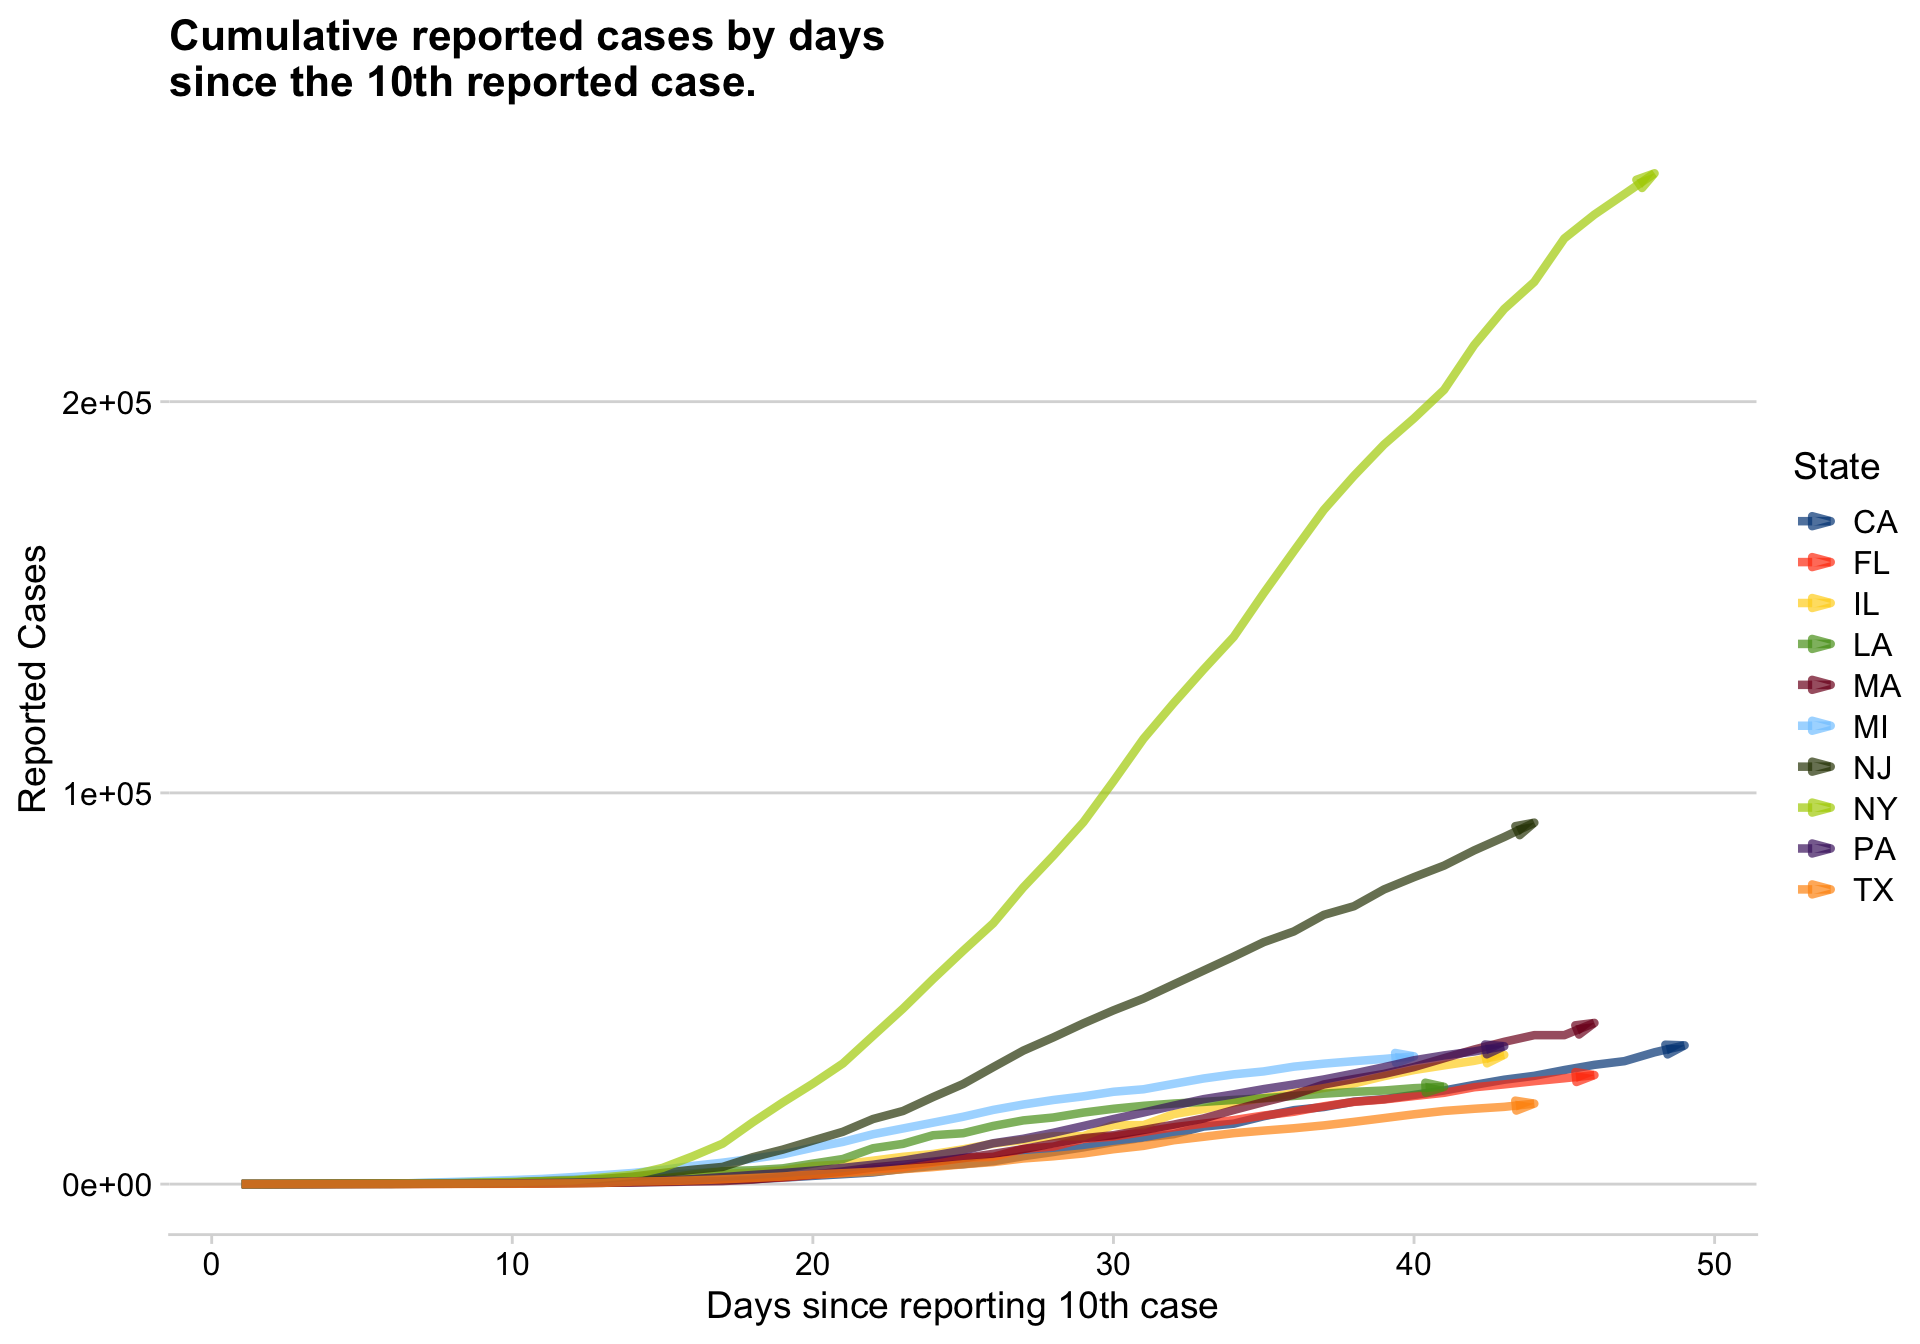 Cumulative reported cases by days
since the 10th reported case.
Reported Cases
2e+05
1e+05
0e+00
0
10
20
30
40
50
Days since reporting 10th case
State
CA
FL
IL
LA
MA
MI
NJ
NY
PA
TX